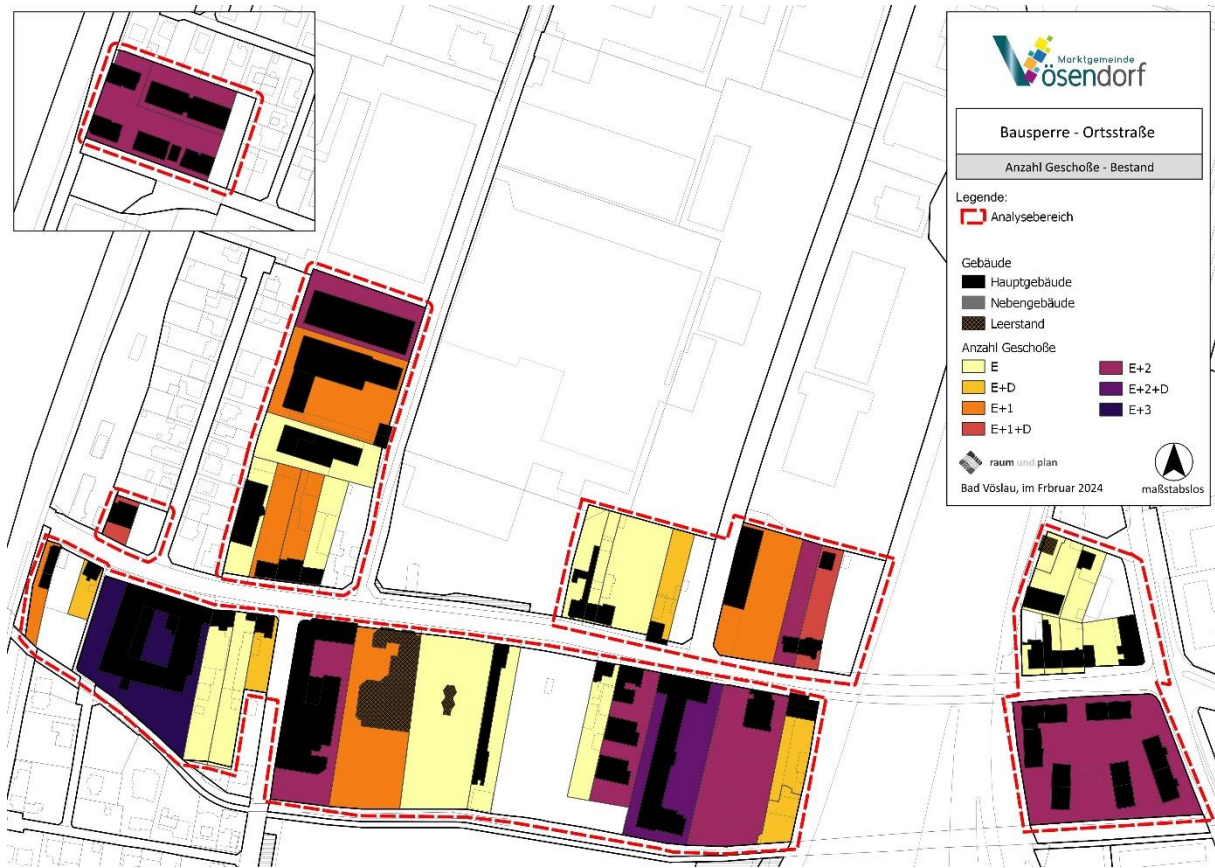 Marktgemeinde
Vösendorf
Bausperre - Ortsstraße
Anzahl Geschoße - Bestand
Legende:
Analysebereich
Gebäude
Hauptgebäude
Nebengebäude
Leerstand
Anzahl Geschoße
E
E+D
E+1
E+1+D
E+2
E+2+D
E+3
raum und plan
Bad Vöslau, im Frbruar 2024
maßstabslos